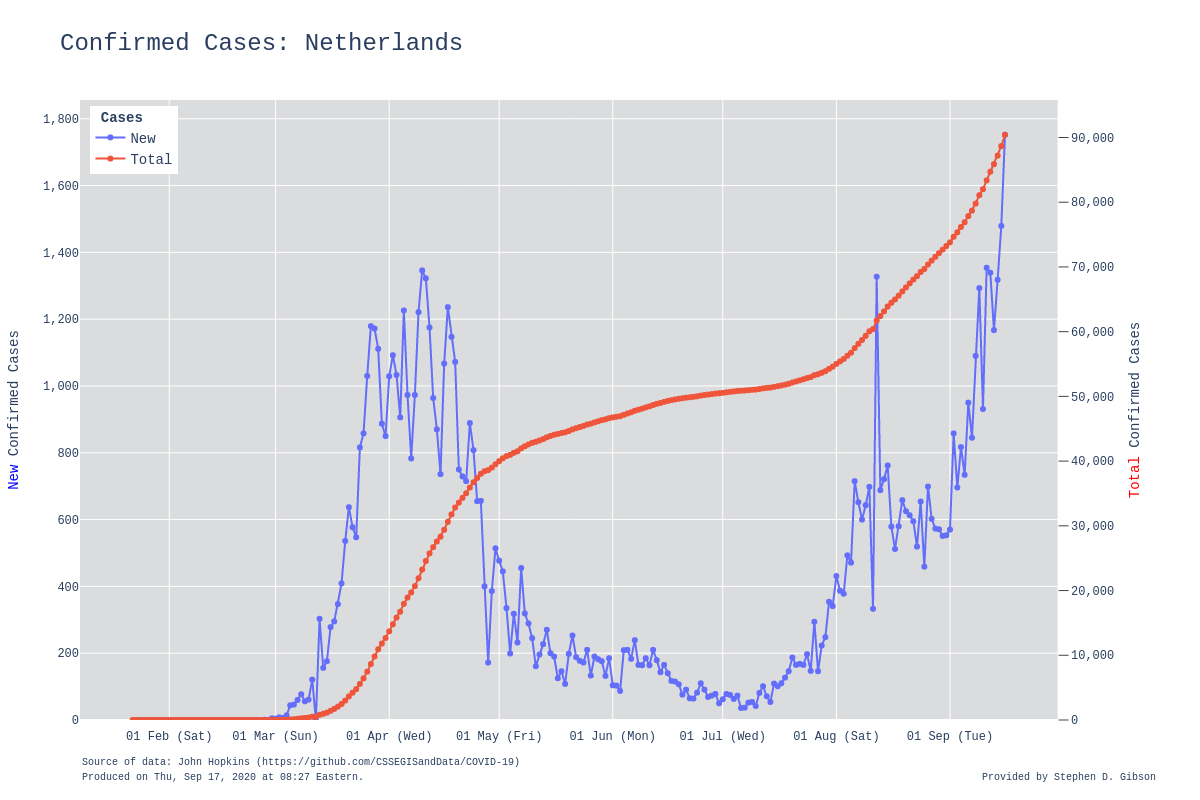 Confirmed Cases: Netherlands
Cases
New
Total
1,800
1,600
1,400
1,200
1,000
800
600
400
200
0
New Confirmed Cases
90,000
80,000
70,000
60,000
50,000
40,000
30,000
20,000
10,000
0
Total Confirmed Cases
01 Feb (Sat) 01 Mar (Sun) 01 Apr (Wed) 01 May (Fri) 01 Jun (Mon) 01 Jul (Wed) 01 Aug (Sat) 01 Sep (Tue)
Source of data: John Hopkins (https://github.com/CSSEGISandData/COVID-19)
Produced on Thu, Sep 17, 2020 at 08:27 Eastern.
Provided by Stephen D. Gibson